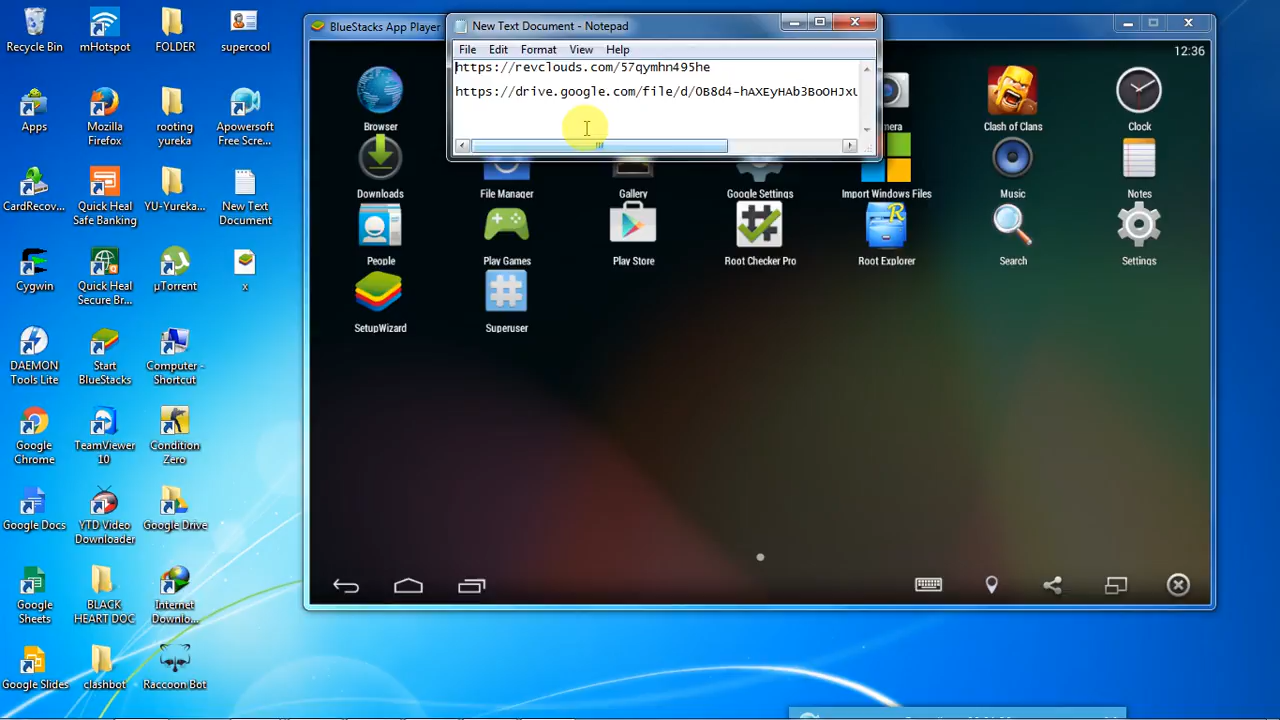 Recycle Bin
mHotspot
FOLDER
supercool
Apps
Mozilla
Firefox
rooting
yureka
Apowersoft
Free Scre...
CardRecov...
Quick Heal
Safe Banking
YU-Yureka...
New Text
Document
Cygwin
Quick Heal
Secure Br...
µTorrent
x
DAEMON
Tools Lite
Start
BlueStacks
Computer -
Shortcut
Google
Chrome
TeamViewer
10
Condition
Zero
Google Docs
YTD Video
Downloader
Google Drive
Google
Sheets
BLACK
HEART DOC
Internet
Downlo...
Google Slides
clashbot
Raccoon Bot
BlueStacks App Player
New Text Document - Notepad
File Edit Format View Help
https://revclouds.com/57qymhn495he
https://drive.google.com/file/d/0B8d4-hAXEyHAb3BoOHJxU
12:36
Browser
mera
Clash of Clans
Clock
Downloads
File Manager
Gallery
Google Settings
Import Windows Files
Music
Notes
People
Play Games
Play Store
Root Checker Pro
Root Explorer
Search
Settings
SetupWizard
Superuser